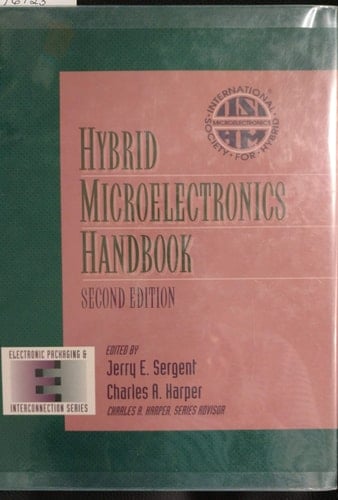 INTERNATIONAL
SOCIETY · FOR · HYBRID
ISHM
MICROELECTRONICS
HYBRID
MICROELECTRONICS
HANDBOOK
SECOND EDITION
EDITED BY
Jerry E. Sergent
Charles A. Harper
CHARLES A. HARPER, SERIES ADVISOR
ELECTRONIC PACKAGING &
E
INTERCONNECTION SERIES